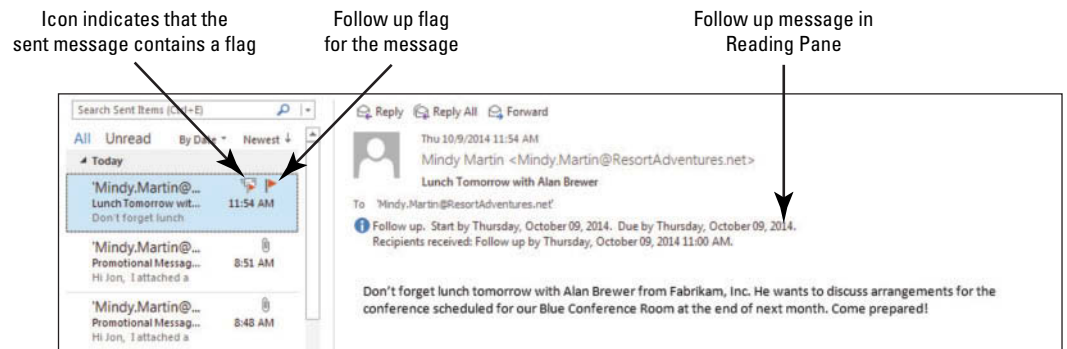 Icon indicates that the
sent message contains a flag
Follow up flag
for the message
Follow up message in
Reading Pane
Search Sent Items (Ctrl+E)
All Unread By Date Newest
Today
'Mindy.Martin@...
Lunch Tomorrow wit... 11:54 AM
Don't forget lunch
'Mindy.Martin@...
Promotional Messag... 8:51 AM
Hi Jon, I attached a
'Mindy.Martin@...
Promotional Messag... 8:48 AM
Hi Jon, I attached a
Reply Reply All Forward
Thu 10/9/2014 11:54 AM
Mindy Martin <Mindy.Martin@ResortAdventures.net>
Lunch Tomorrow with Alan Brewer
To 'Mindy.Martin@ResortAdventures.net'
Follow up. Start by Thursday, October 09, 2014. Due by Thursday, October 09, 2014.
Recipients received: Follow up by Thursday, October 09, 2014 11:00 AM.
Don't forget lunch tomorrow with Alan Brewer from Fabrikam, Inc. He wants to discuss arrangements for the
conference scheduled for our Blue Conference Room at the end of next month. Come prepared!